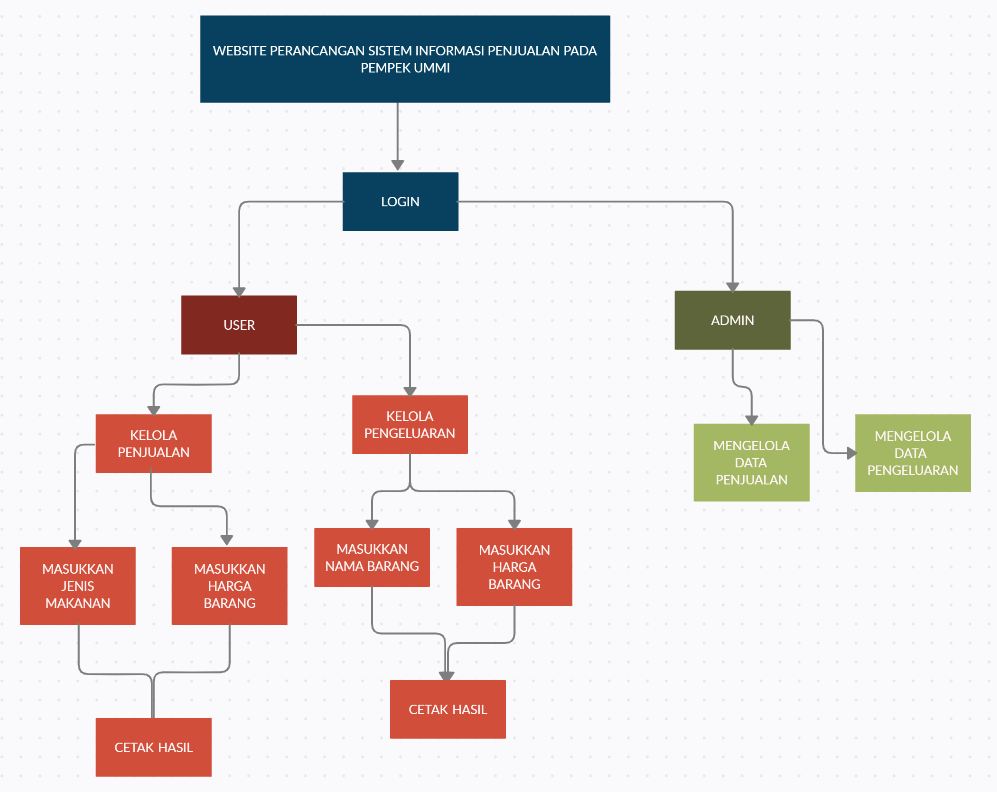 WEBSITE PERANCANGAN SISTEM INFORMASI PENJUALAN PADA
PEMPEK UMMI
LOGIN
USER
ADMIN
KELOLA
PENJUALAN
KELOLA
PENGELUARAN
MENGELOLA
DATA
PENJUALAN
MENGELOLA
DATA
PENGELUARAN
MASUKKAN
JENIS
MAKANAN
MASUKKAN
HARGA
BARANG
MASUKKAN
NAMA BARANG
MASUKKAN
HARGA
BARANG
CETAK HASIL
CETAK HASIL